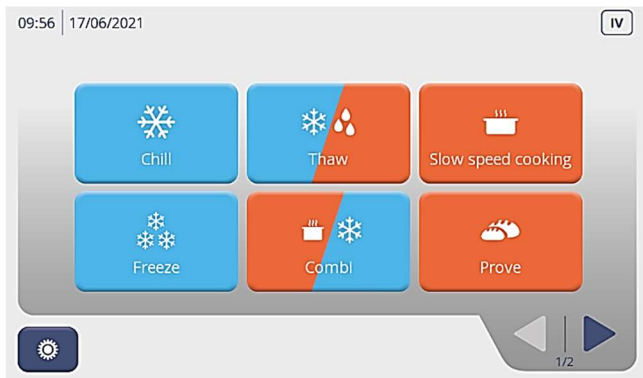 09:56 17/06/2021 IV
Chill Thaw Slow speed cooking
Freeze Combi Prove
1/2